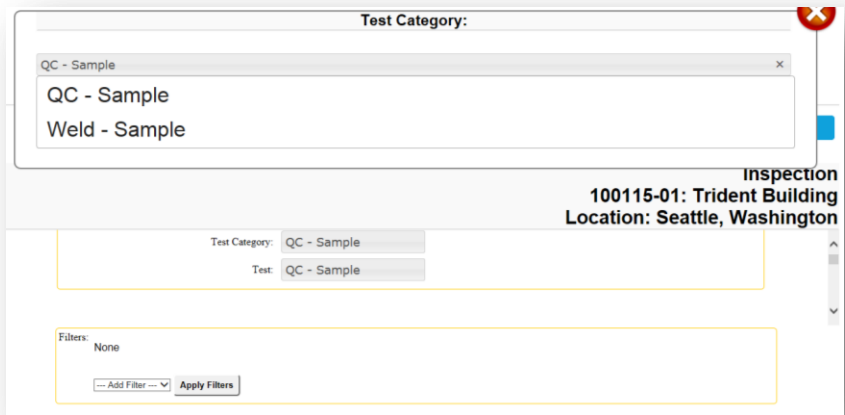 Test Category:
QC - Sample ×
QC - Sample
Weld - Sample
Inspection
100115-01: Trident Building
Location: Seattle, Washington
Test Category: QC - Sample
Test: QC - Sample
Filters:
None
--- Add Filter --- Apply Filters